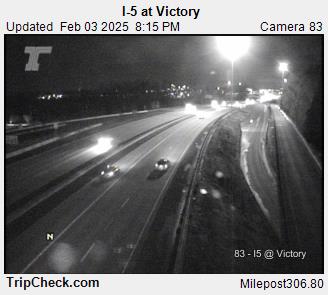 I-5 at Victory
Updated Feb 03 2025 8:15 PM Camera 83
T
N
83 - I5 @ Victory
TripCheck.com Milepost306.80